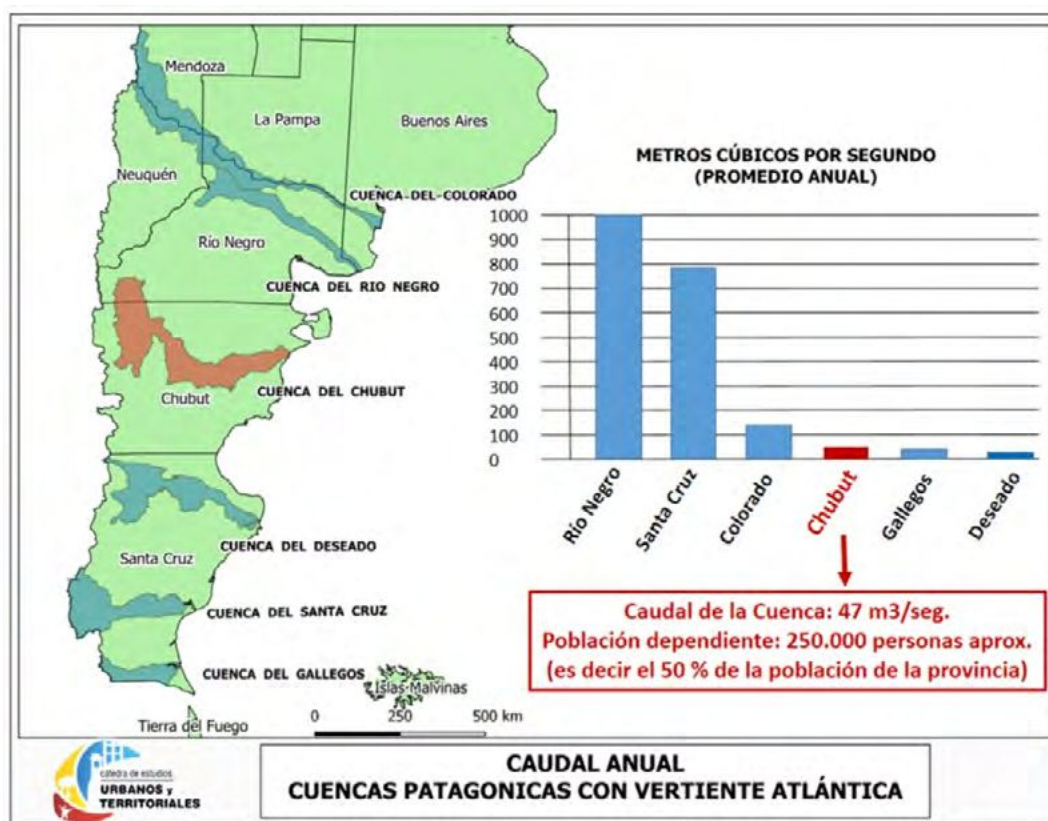 Mendoza
La Pampa
Buenos Aires
Neuquén
CUENCA DEL COLORADO
Río Negro
CUENCA DEL RIO NEGRO
CUENCA DEL CHUBUT
Chubut
CUENCA DEL DESEADO
Santa Cruz
CUENCA DEL SANTA CRUZ
CUENCA DEL GALLEGOS
Islas Malvinas
Tierra del Fuego
0 250 500 km
METROS CÚBICOS POR SEGUNDO
(PROMEDIO ANUAL)
1000
900
800
700
600
500
400
300
200
100
0
Río Negro
Santa Cruz
Colorado
Chubut
Gallegos
Deseado
Caudal de la Cuenca: 47 m3/seg.
Población dependiente: 250.000 personas aprox.
(es decir el 50 % de la población de la provincia)
cátedra de estudios
URBANOS y
TERRITORIALES
CAUDAL ANUAL
CUENCAS PATAGONICAS CON VERTIENTE ATLÁNTICA